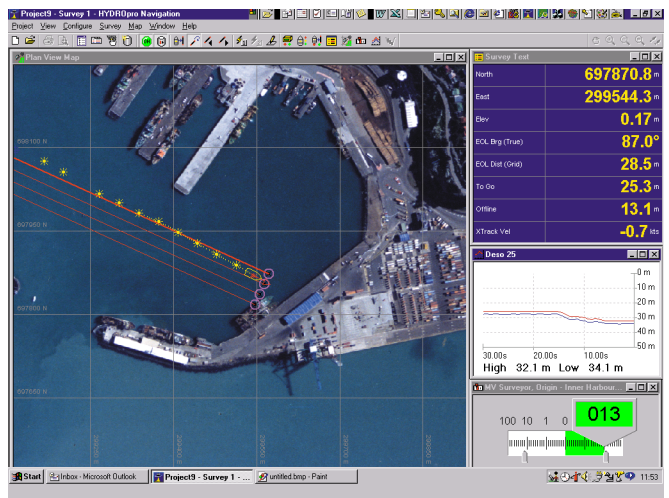 Project9 - Survey 1 - HYDROpro Navigation
Project View Configure Survey Map Window Help
Plan View Map
698100 N
697950 N
697800 N
697650 N
Survey Text
North 697870.8 m
East 299544.3 m
Elev 0.17 m
EOL Brg (True) 87.0°
EOL Dist (Grid) 28.5 m
To Go 25.3 m
Offline 13.1 m
XTrack Vel -0.7 kts
Deso 25
0 m
10 m
20 m
30 m
40 m
50 m
30.00s 20.00s 10.00s
High 32.1 m Low 34.1 m
MV Surveyor, Origin - Inner Harbour...
013
100 10 1 0
Start
Inbox - Microsoft Outlook
Project9 - Survey 1 - ...
untitled.bmp - Paint
11:53